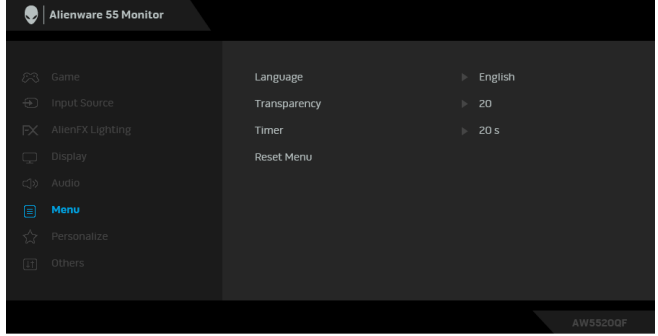 Alienware 55 Monitor
Game
Language English
Input Source
Transparency 20
FX AlienFX Lighting
Timer 20 s
Display
Reset Menu
Audio
Menu
Personalize
Others
AW5520QF